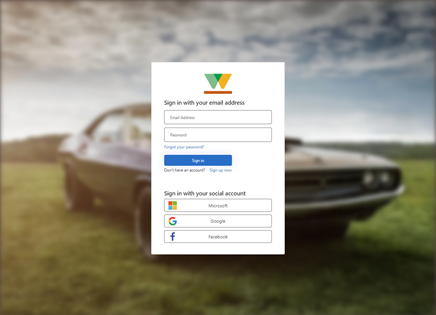 Sign in with your email address
Email Address
Password
Forgot your password?
Sign in
Don't have an account? Sign up now
Sign in with your social account
Microsoft
Google
Facebook